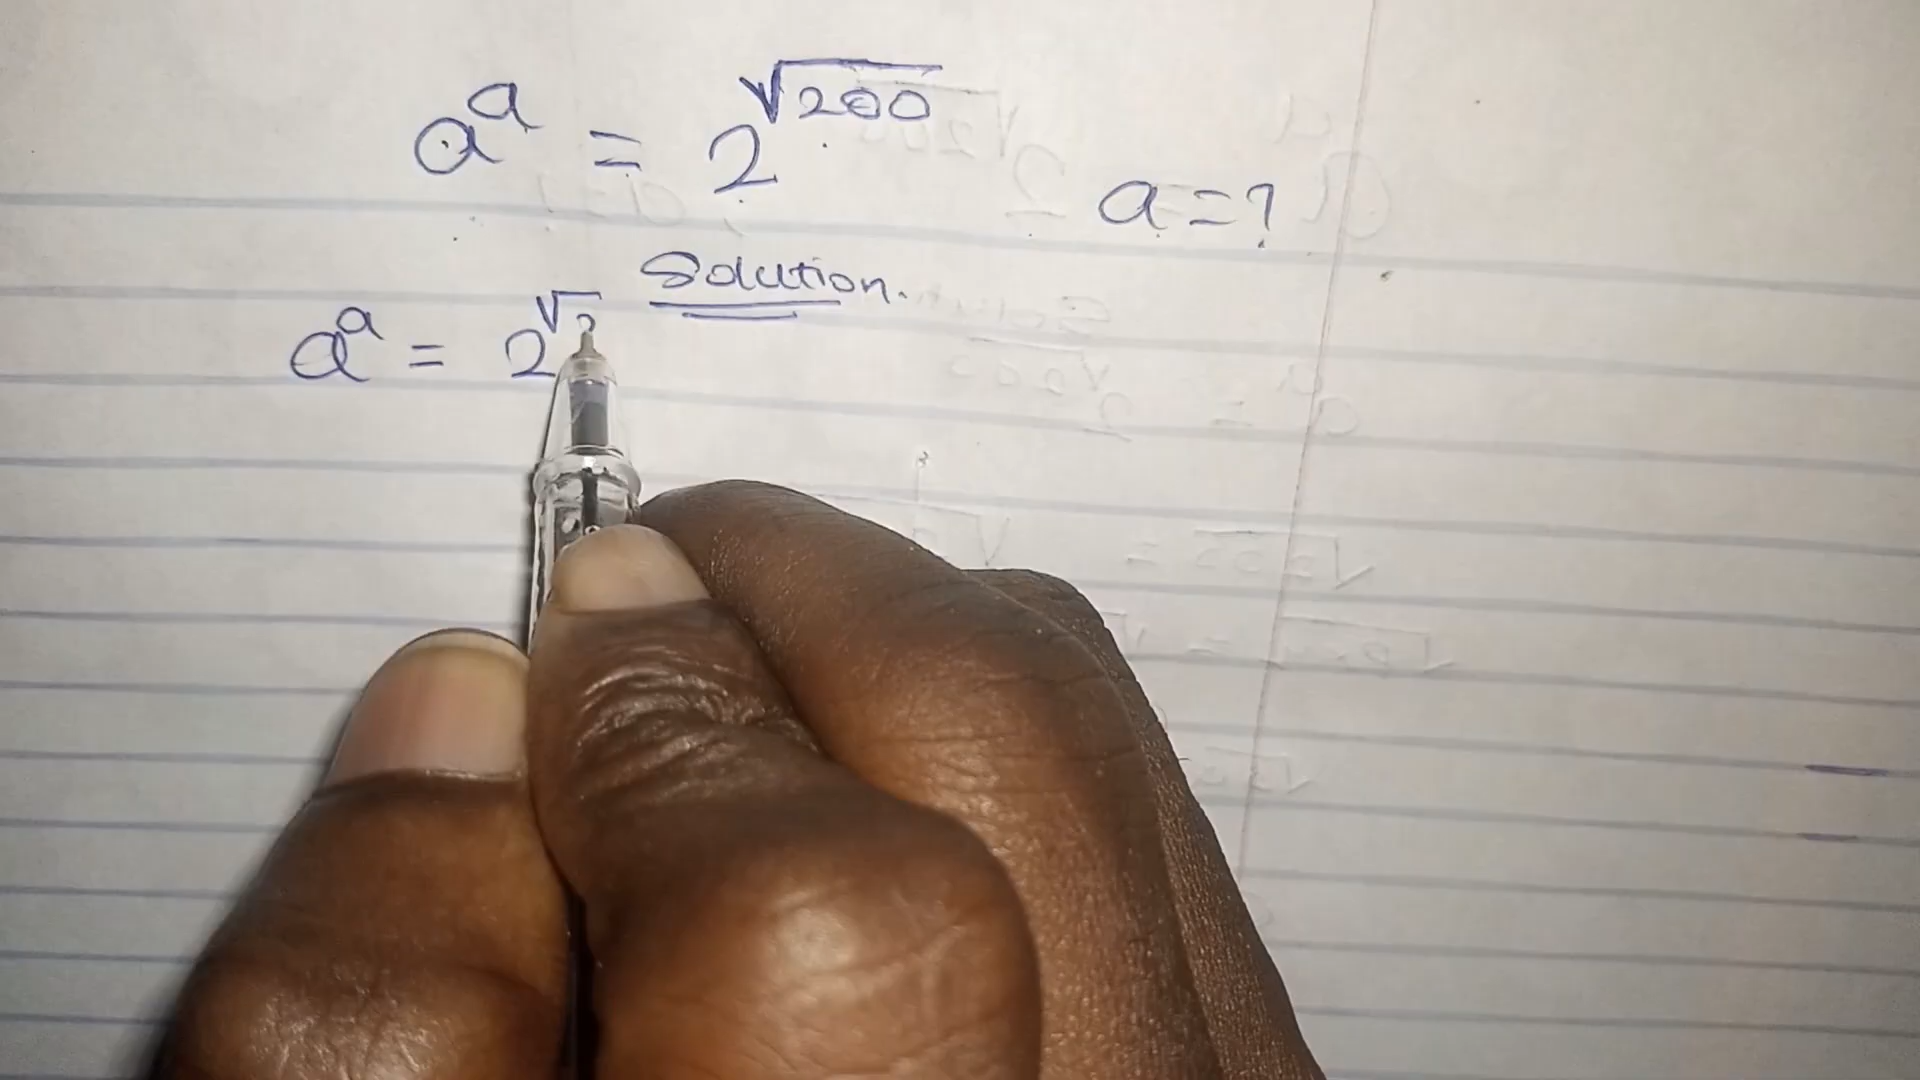 a^a = 2^√200
a = ?
Solution.
a^a = 2^√2